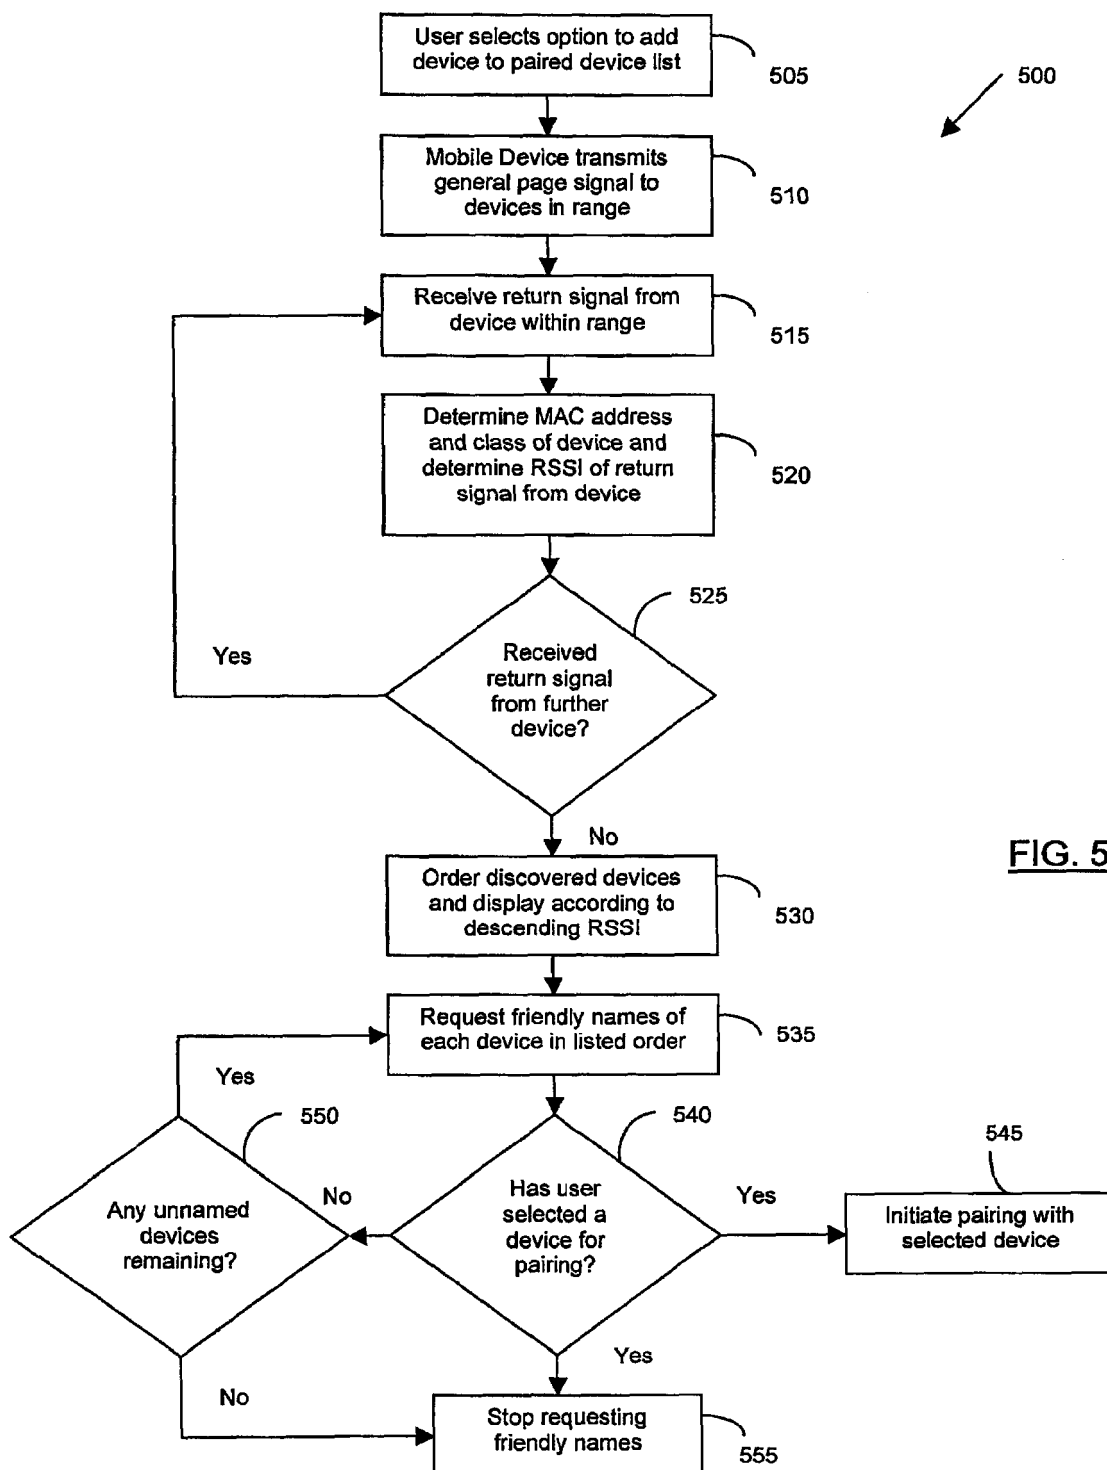 User selects option to add
device to paired device list
505
500
Mobile Device transmits
general page signal to
devices in range
510
Receive return signal from
device within range
515
Determine MAC address
and class of device and
determine RSSI of return
signal from device
520
525
Yes
Received
return signal
from further
device?
No
FIG. 5
Order discovered devices
and display according to
descending RSSI
530
Request friendly names of
each device in listed order
535
Yes
550
540
545
Any unnamed
devices
remaining?
No
Has user
selected a
device for
pairing?
Yes
Initiate pairing with
selected device
Yes
No
Stop requesting
friendly names
555